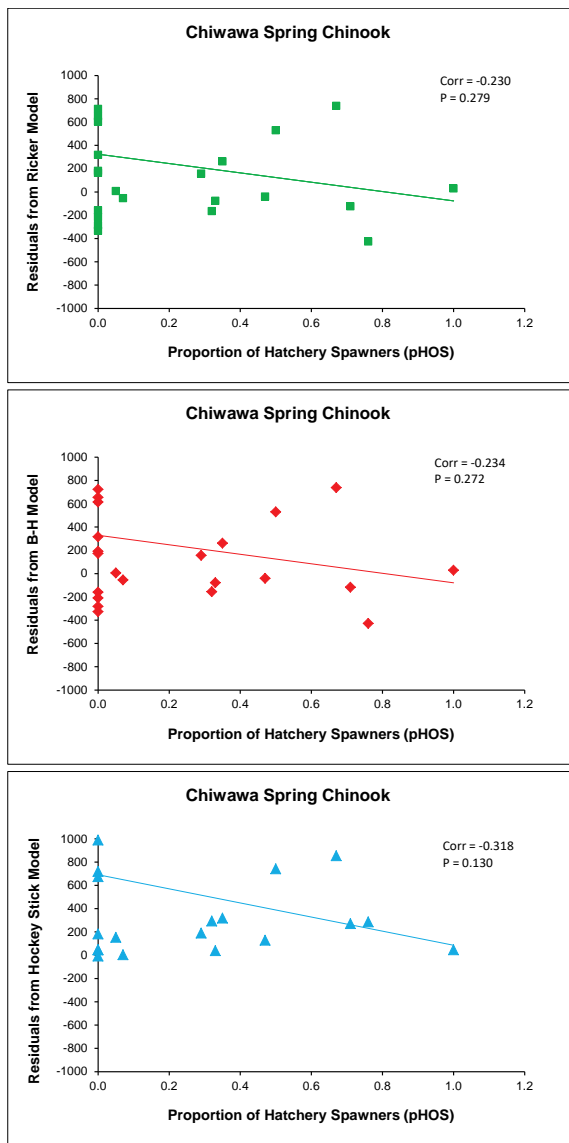 Chiwawa Spring Chinook
Corr = -0.230
P = 0.279
1000
800
600
400
200
0
-200
-400
-600
-800
-1000
Residuals from Ricker Model
0.0 0.2 0.4 0.6 0.8 1.0 1.2
Proportion of Hatchery Spawners (pHOS)
Chiwawa Spring Chinook
Corr = -0.234
P = 0.272
1000
800
600
400
200
0
-200
-400
-600
-800
-1000
Residuals from B-H Model
0.0 0.2 0.4 0.6 0.8 1.0 1.2
Proportion of Hatchery Spawners (pHOS)
Chiwawa Spring Chinook
Corr = -0.318
P = 0.130
1000
800
600
400
200
0
-200
-400
-600
-800
-1000
Residuals from Hockey Stick Model
0.0 0.2 0.4 0.6 0.8 1.0 1.2
Proportion of Hatchery Spawners (pHOS)